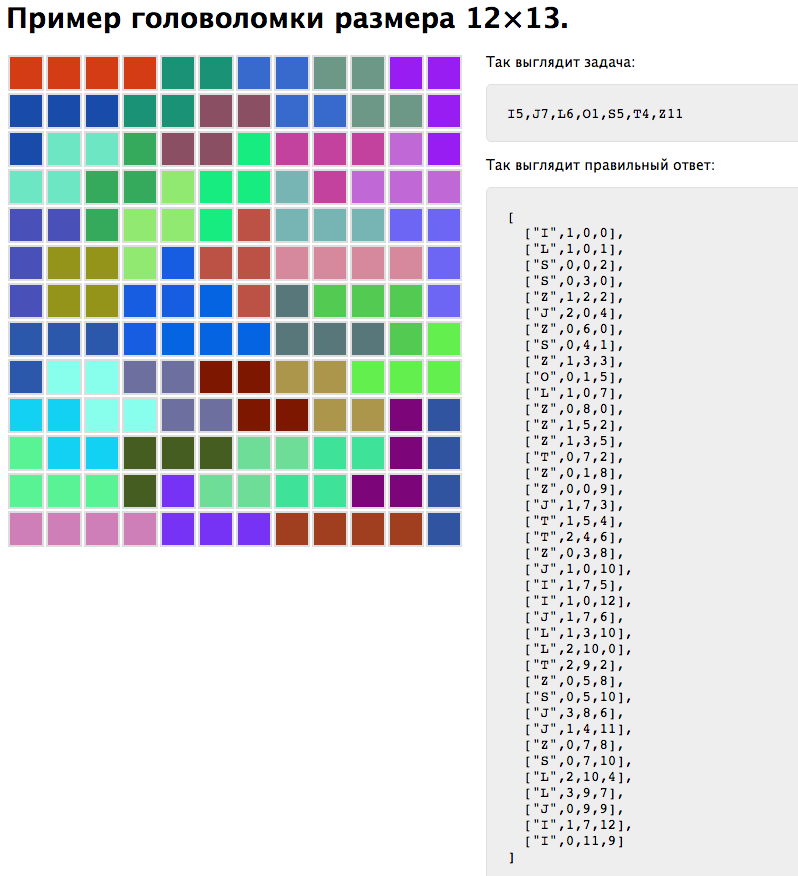 Пример головоломки размера 12×13.
Так выглядит задача:
I5,J7,L6,O1,S5,T4,Z11
Так выглядит правильный ответ:
[
["I",1,0,0],
["L",1,0,1],
["S",0,0,2],
["S",0,3,0],
["Z",1,2,2],
["J",2,0,4],
["Z",0,6,0],
["S",0,4,1],
["Z",1,3,3],
["O",0,1,5],
["L",1,0,7],
["Z",0,8,0],
["Z",1,5,2],
["Z",1,3,5],
["T",0,7,2],
["Z",0,1,8],
["Z",0,0,9],
["J",1,7,3],
["T",1,5,4],
["T",2,4,6],
["Z",0,3,8],
["J",1,0,10],
["I",1,7,5],
["I",1,0,12],
["J",1,7,6],
["L",1,3,10],
["L",2,10,0],
["T",2,9,2],
["Z",0,5,8],
["S",0,5,10],
["J",3,8,6],
["J",1,4,11],
["Z",0,7,8],
["S",0,7,10],
["L",2,10,4],
["L",3,9,7],
["J",0,9,9],
["I",1,7,12],
["I",0,11,9]
]